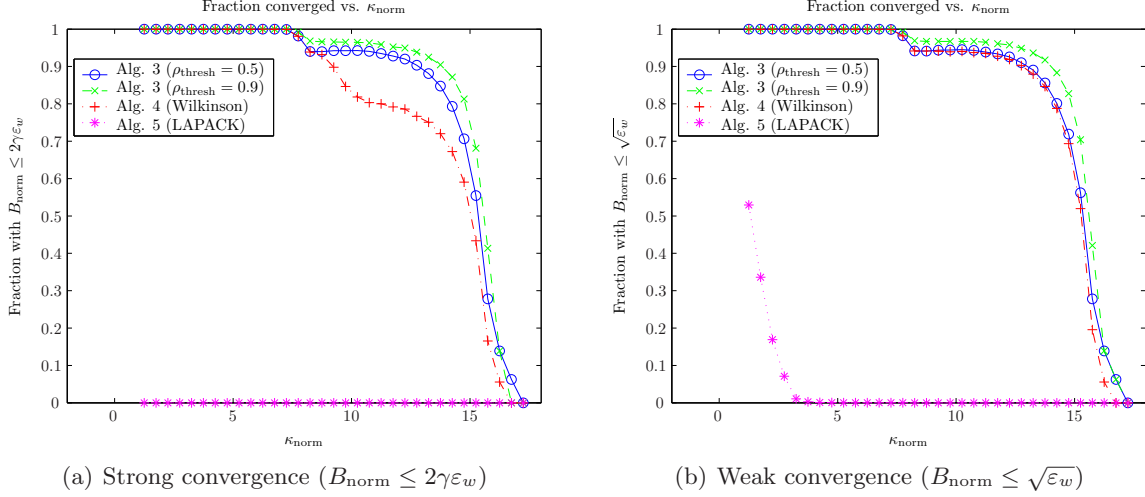 Fraction converged vs. κnorm
1
0.9
0.8
0.7
0.6
0.5
0.4
0.3
0.2
0.1
0
Fraction with Bnorm ≤ 2γεw
Alg. 3 (ρthresh = 0.5)
Alg. 3 (ρthresh = 0.9)
Alg. 4 (Wilkinson)
Alg. 5 (LAPACK)
0 5 10 15
κnorm
(a) Strong convergence (Bnorm ≤ 2γεw)
Fraction converged vs. κnorm
1
0.9
0.8
0.7
0.6
0.5
0.4
0.3
0.2
0.1
0
Fraction with Bnorm ≤ √εw
Alg. 3 (ρthresh = 0.5)
Alg. 3 (ρthresh = 0.9)
Alg. 4 (Wilkinson)
Alg. 5 (LAPACK)
0 5 10 15
κnorm
(b) Weak convergence (Bnorm ≤ √εw)